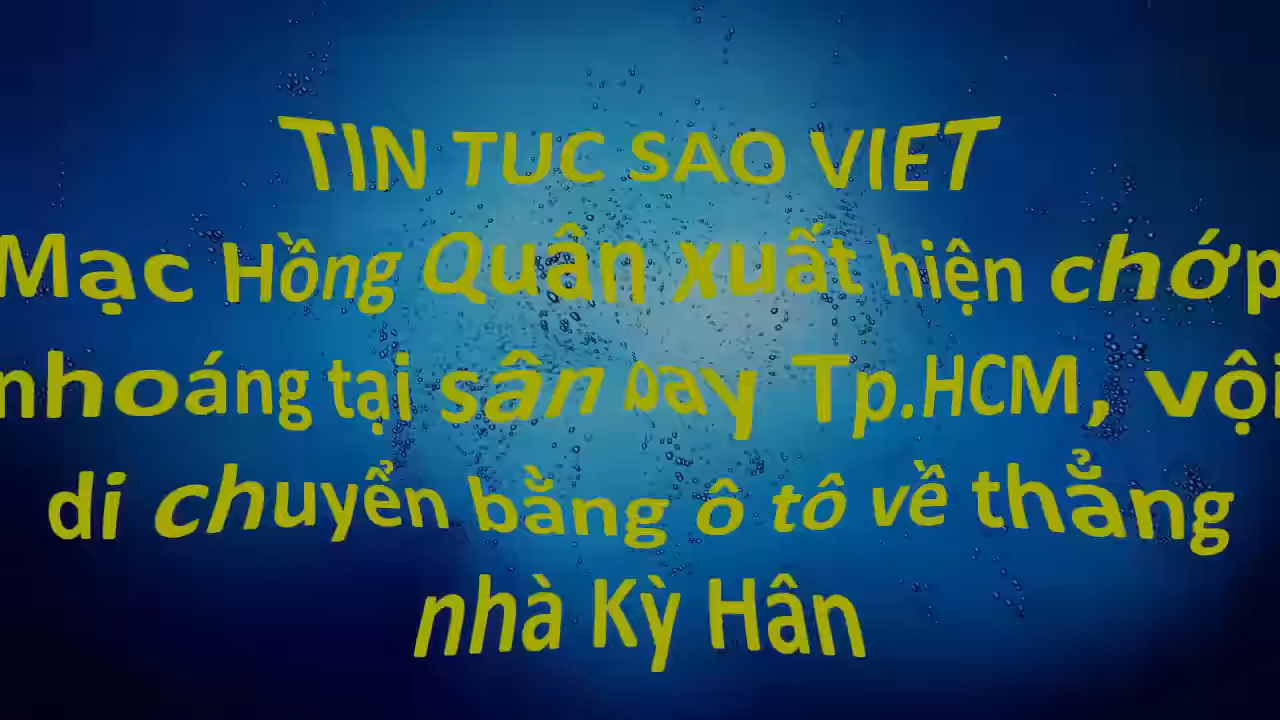 TIN TUC SAO VIET
Mạc Hồng Quân xuất hiện chớp
nhoáng tại sân bay Tp.HCM, vội
di chuyển bằng ô tô về thẳng
nhà Kỳ Hân